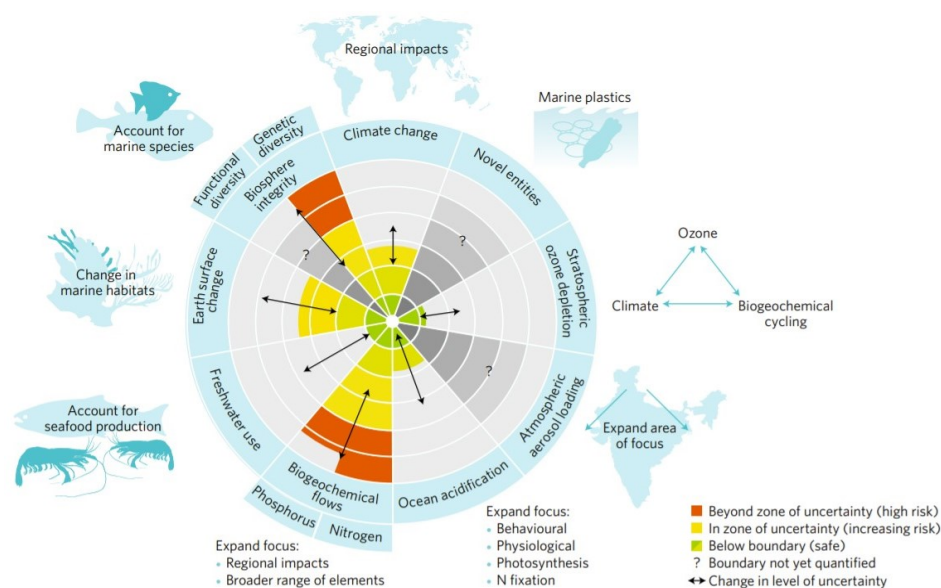 Regional impacts
Marine plastics
Account for
marine species
Change in
marine habitats
Account for
seafood production
Genetic
diversity
Functional
diversity
Biosphere
integrity
Climate change
Novel entities
Stratospheric
ozone depletion
Atmospheric
aerosol loading
Ocean acidification
Biogeochemical
flows
Phosphorus
Nitrogen
Freshwater use
Earth surface
change
?
?
?
Ozone
Climate
Biogeochemical
cycling
Expand area
of focus
Expand focus:
• Regional impacts
• Broader range of elements
Expand focus:
• Behavioural
• Physiological
• Photosynthesis
• N fixation
Beyond zone of uncertainty (high risk)
In zone of uncertainty (increasing risk)
Below boundary (safe)
? Boundary not yet quantified
Change in level of uncertainty